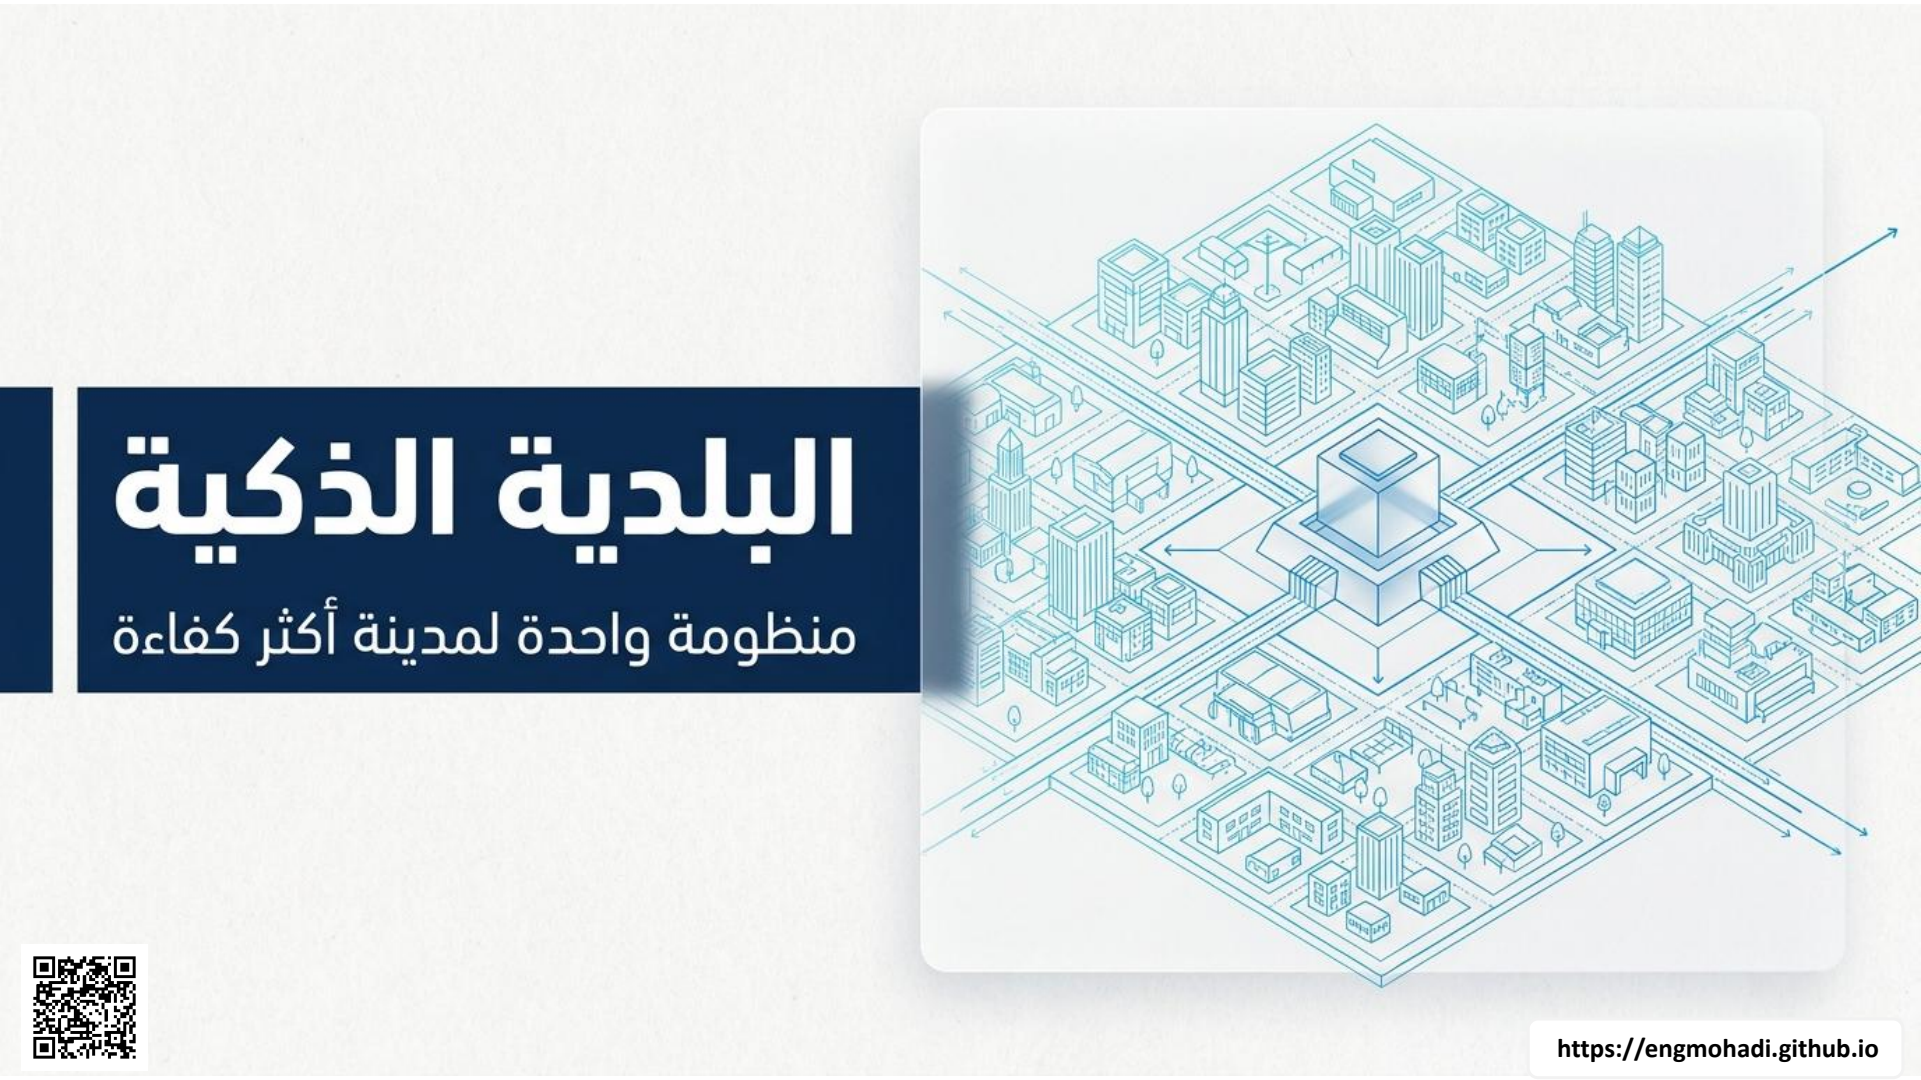 البلدية الذكية
منظومة واحدة لمدينة أكثر كفاءة
https://engmohadi.github.io